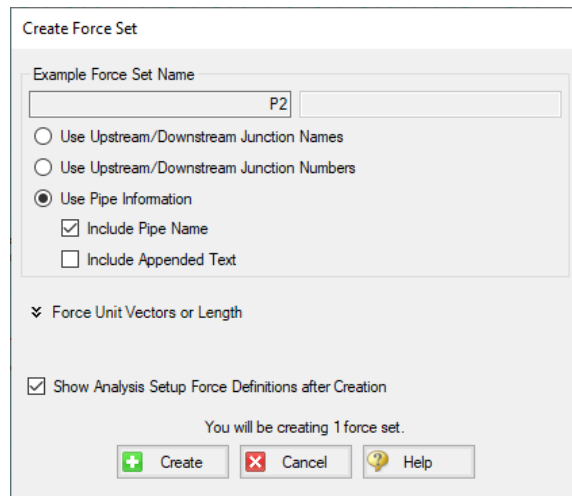 Create Force Set
Example Force Set Name
P2
Use Upstream/Downstream Junction Names
Use Upstream/Downstream Junction Numbers
Use Pipe Information
Include Pipe Name
Include Appended Text
Force Unit Vectors or Length
Show Analysis Setup Force Definitions after Creation
You will be creating 1 force set.
Create Cancel Help